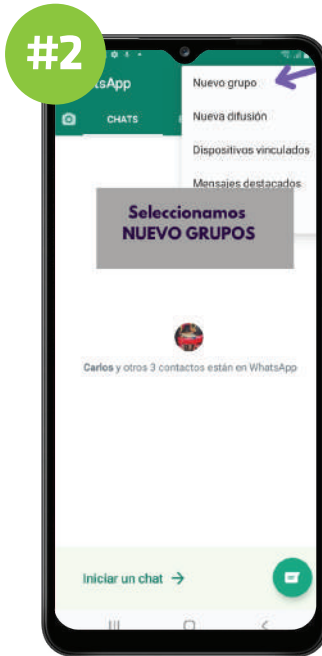 #2
tsApp
Nuevo grupo
CHATS
Nueva difusión
Dispositivos vinculados
Mensajes destacados
Seleccionamos
NUEVO GRUPOS
Carlos y otros 3 contactos están en WhatsApp
Iniciar un chat →